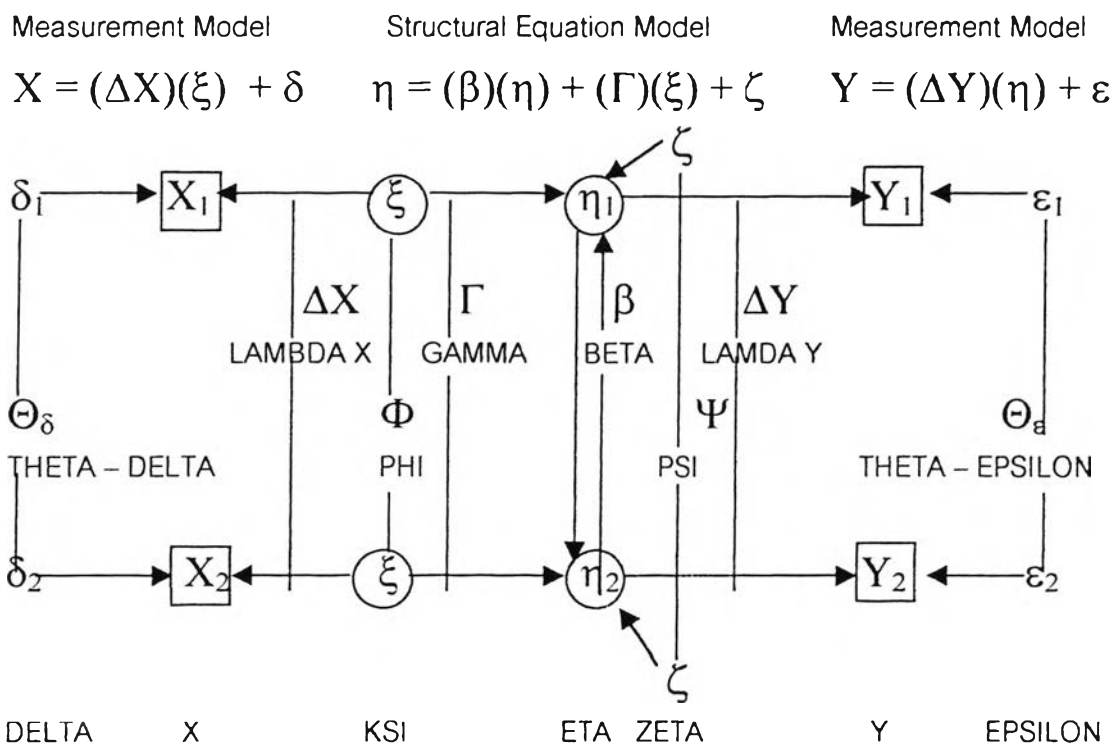 Measurement Model Structural Equation Model Measurement Model
X = (ΔX)(ξ) + δ η = (β)(η) + (Γ)(ξ) + ζ Y = (ΔY)(η) + ε
ζ
δ1 X1 ξ η1 Y1 ε1
ΔX Γ β ΔY
LAMBDA X GAMMA BETA LAMDA Y
Θδ Φ Ψ Θε
THETA – DELTA PHI PSI THETA – EPSILON
δ2 X2 ξ η2 Y2 ε2
ζ
DELTA X KSI ETA ZETA Y EPSILON